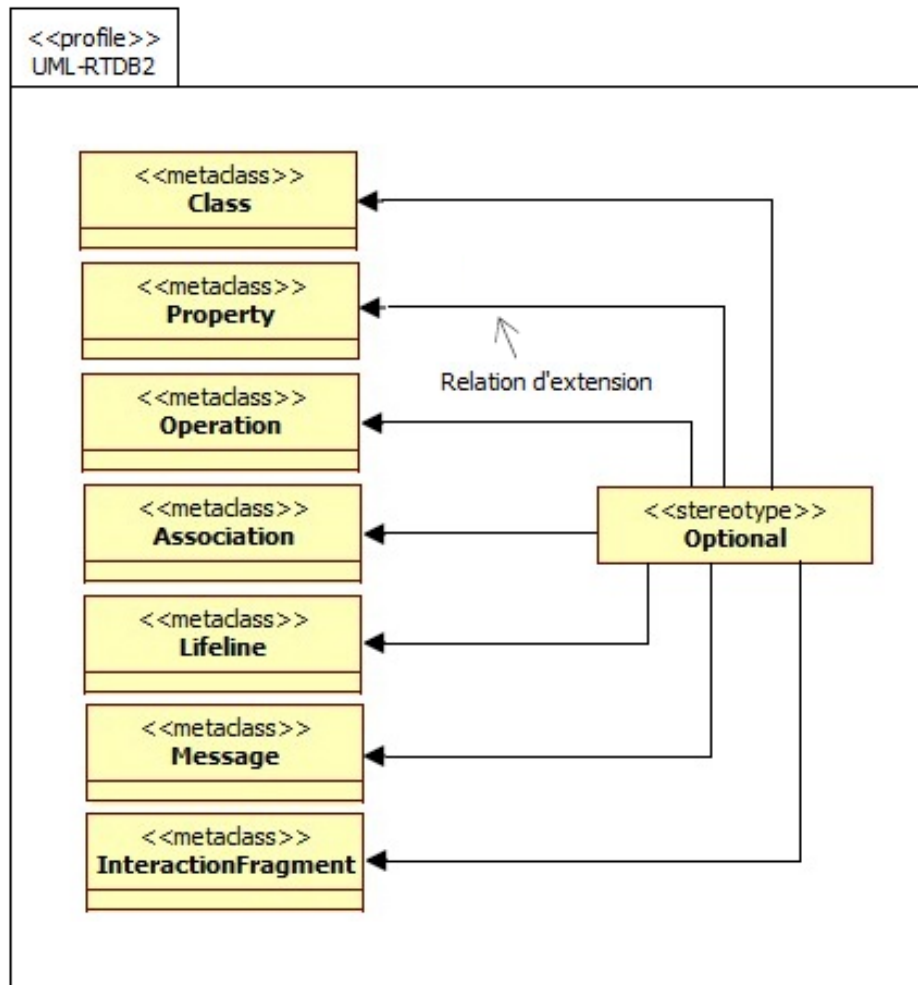 <<profile>>
UML-RTDB2
<<metaclass>>
Class
<<metaclass>>
Property
Relation d'extension
<<metaclass>>
Operation
<<metaclass>>
Association
<<stereotype>>
Optional
<<metaclass>>
Lifeline
<<metaclass>>
Message
<<metaclass>>
InteractionFragment